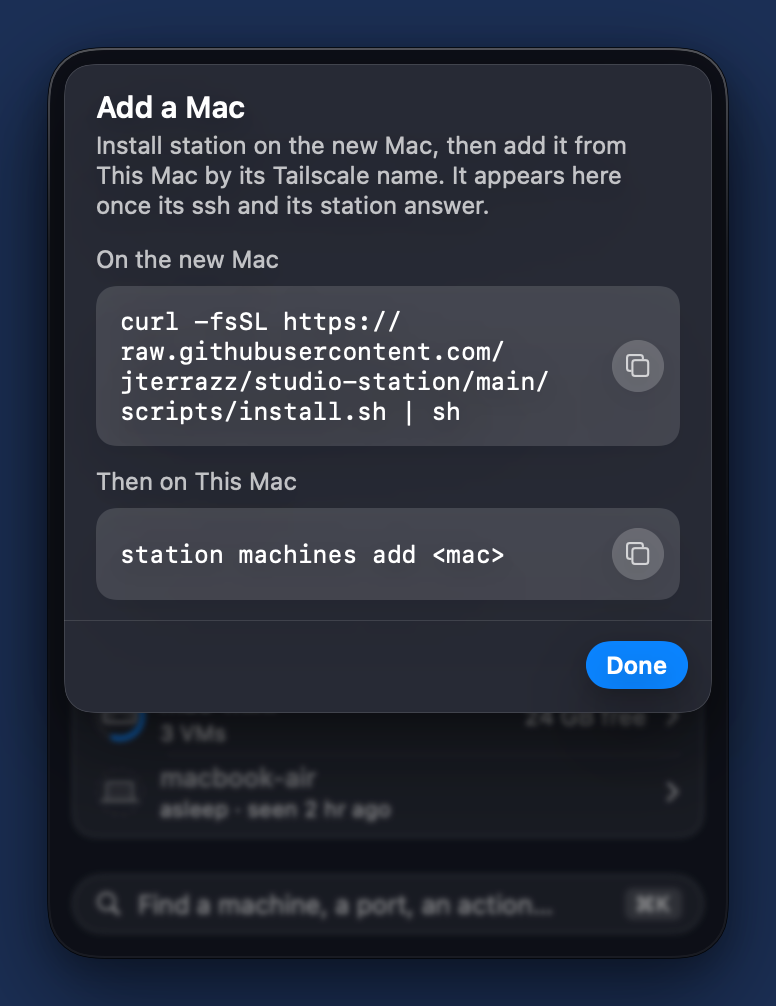 Add a Mac
Install station on the new Mac, then add it from
This Mac by its Tailscale name. It appears here
once its ssh and its station answer.
On the new Mac
curl -fsSL https://
raw.githubusercontent.com/
jterrazz/studio-station/main/
scripts/install.sh | sh
Then on This Mac
station machines add <mac>
Done
3 VMs
24 GB free
macbook-air
asleep · seen 2 hr ago
Find a machine, a port, an action...
⌘K